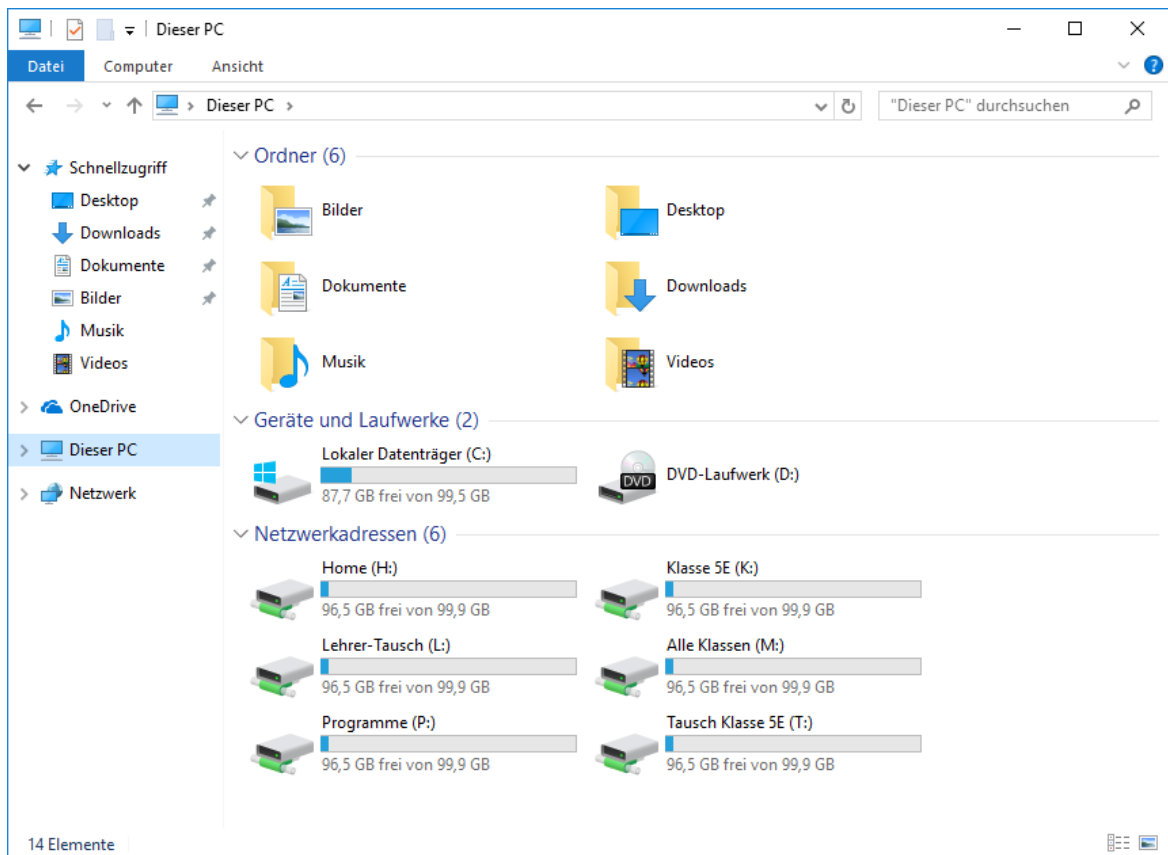 Dieser PC
Datei Computer Ansicht
Dieser PC "Dieser PC" durchsuchen
Schnellzugriff
Desktop
Downloads
Dokumente
Bilder
Musik
Videos
OneDrive
Dieser PC
Netzwerk
Ordner (6)
Bilder Desktop
Dokumente Downloads
Musik Videos
Geräte und Laufwerke (2)
Lokaler Datenträger (C:)
87,7 GB frei von 99,5 GB
DVD DVD-Laufwerk (D:)
Netzwerkadressen (6)
Home (H:) Klasse 5E (K:)
96,5 GB frei von 99,9 GB 96,5 GB frei von 99,9 GB
Lehrer-Tausch (L:) Alle Klassen (M:)
96,5 GB frei von 99,9 GB 96,5 GB frei von 99,9 GB
Programme (P:) Tausch Klasse 5E (T:)
96,5 GB frei von 99,9 GB 96,5 GB frei von 99,9 GB
14 Elemente